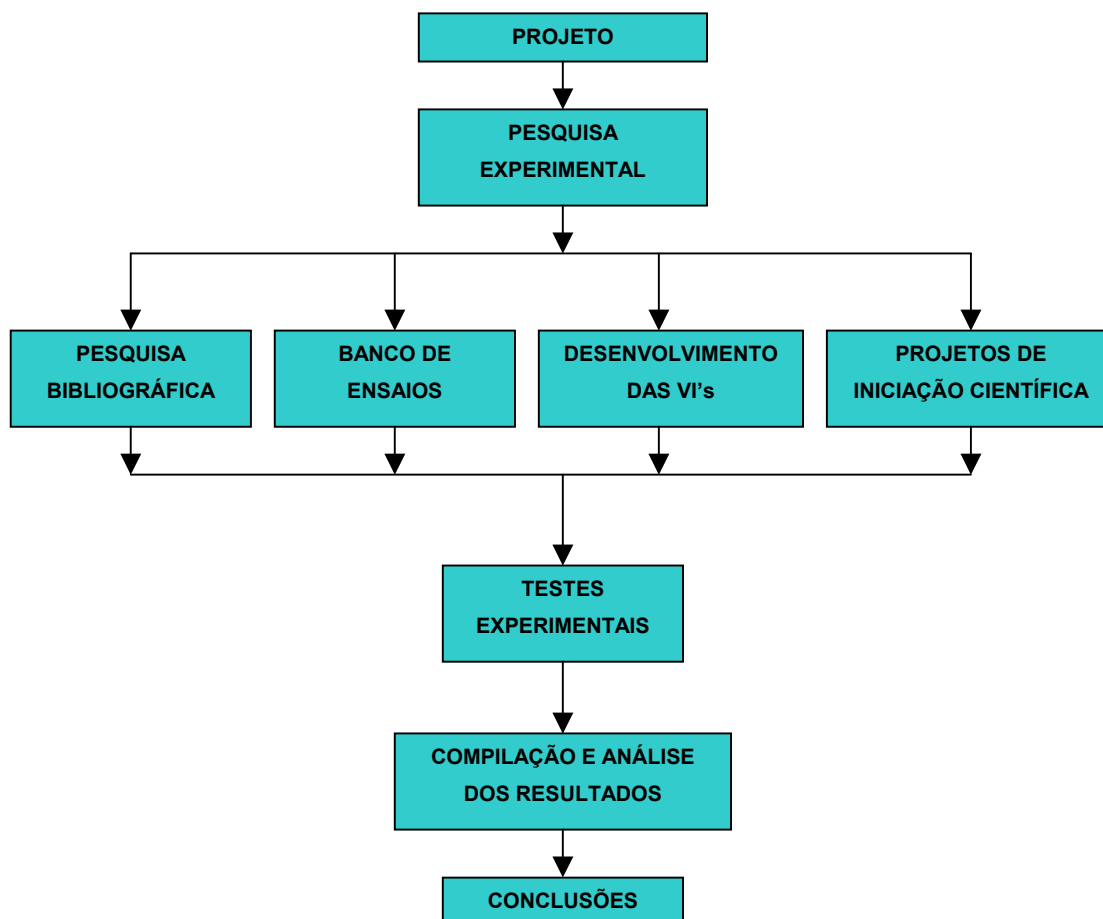 PROJETO
PESQUISA
EXPERIMENTAL
PESQUISA
BIBLIOGRÁFICA
BANCO DE
ENSAIOS
DESENVOLVIMENTO
DAS VI's
PROJETOS DE
INICIAÇÃO CIENTÍFICA
TESTES
EXPERIMENTAIS
COMPILAÇÃO E ANÁLISE
DOS RESULTADOS
CONCLUSÕES